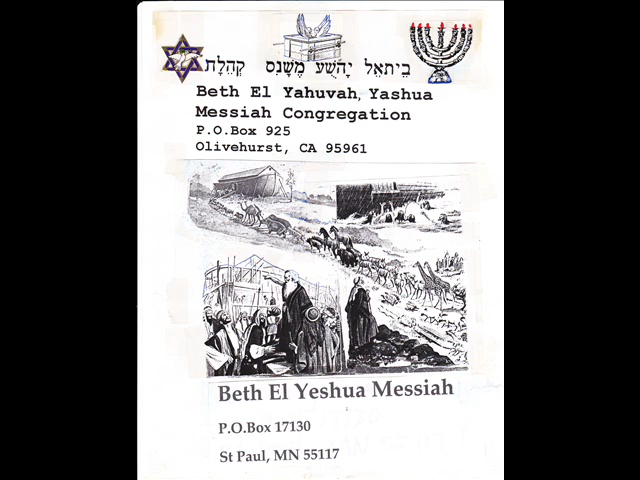 בֵיתאֵל יָהֻשֻׁע מֶשָׁנִס קְהִלָת
Beth El Yahuvah, Yashua
Messiah Congregation
P.O.Box 925
Olivehurst, CA 95961
Beth El Yeshua Messiah
P.O.Box 17130
St Paul, MN 55117